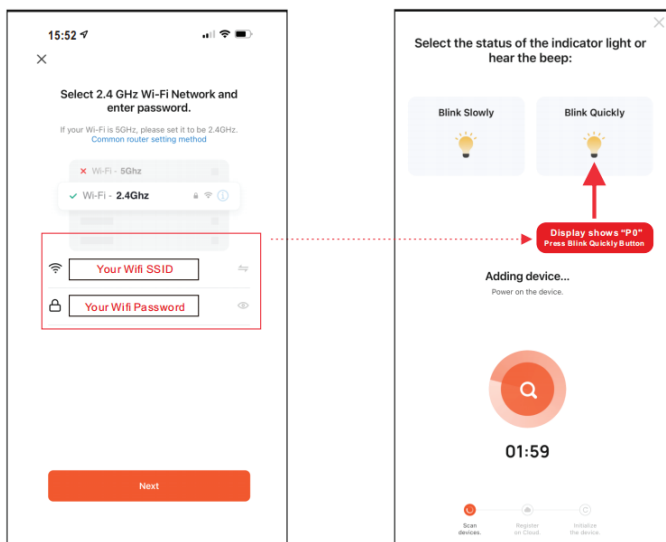 15:52
Select 2.4 GHz Wi-Fi Network and
enter password.
If your Wi-Fi is 5GHz, please set it to be 2.4GHz.
Common router setting method
Wi-Fi - 5Ghz
Wi-Fi - 2.4Ghz
Your Wifi SSID
Your Wifi Password
Next
Select the status of the indicator light or
hear the beep:
Blink Slowly
Blink Quickly
Display shows "P0"
Press Blink Quickly Button
Adding device...
Power on the device.
01:59
Scan
devices.
Register
on Cloud.
Initialize
the device.